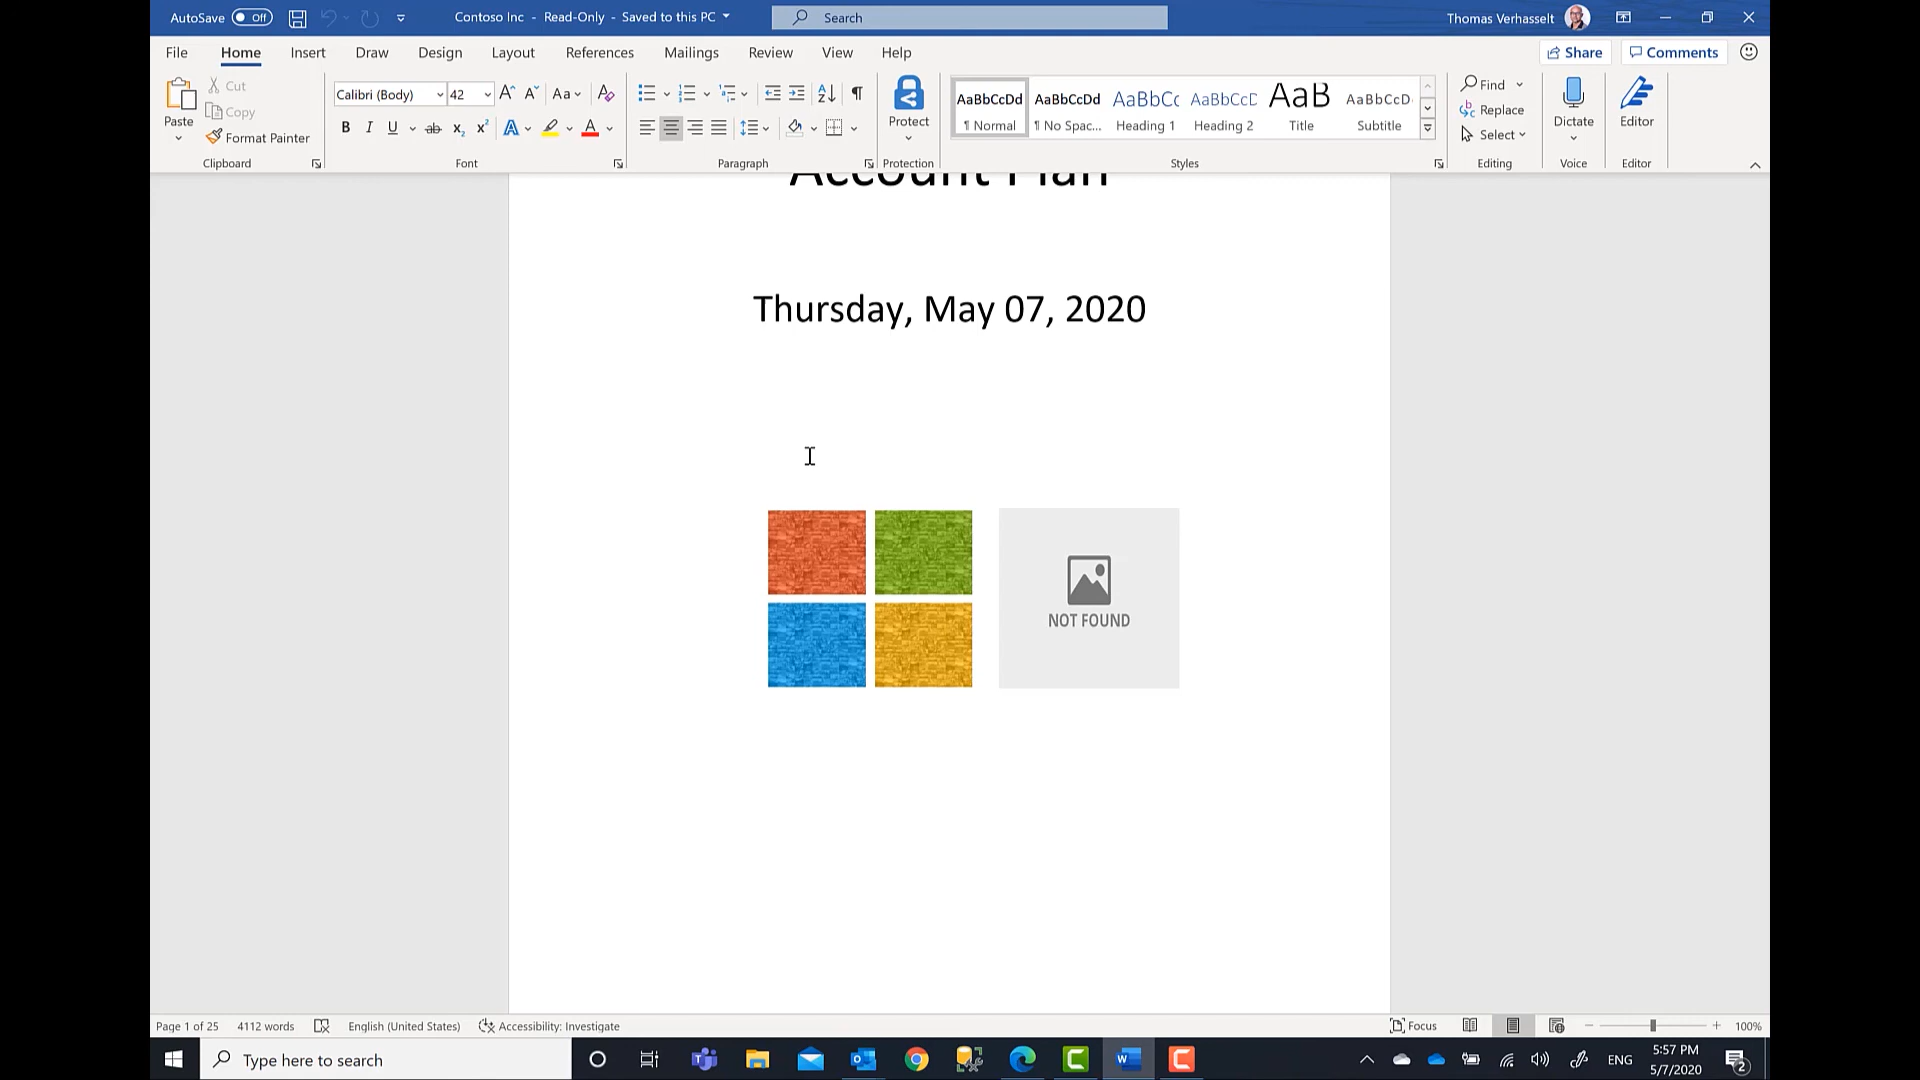 AutoSave Off Contoso Inc - Read-Only - Saved to this PC Search Thomas Verhasselt
File Home Insert Draw Design Layout References Mailings Review View Help Share Comments
Paste Cut Copy Format Painter Clipboard
Calibri (Body) 42 Aa Font
Paragraph
Protect Protection
AaBbCcDd AaBbCcDd AaBbCc AaBbCcC AaB AaBbCcD
¶ Normal ¶ No Spac... Heading 1 Heading 2 Title Subtitle
Styles
Find Replace Select Editing
Dictate Voice
Editor Editor
Account Plan
Thursday, May 07, 2020
NOT FOUND
Page 1 of 25 4112 words English (United States) Accessibility: Investigate Focus 100%
Type here to search ENG 5:57 PM
5/7/2020 2